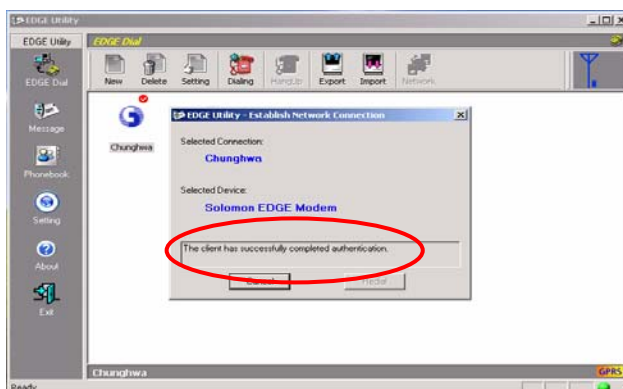 EDGE Utility
EDGE Utility
EDGE Dial
EDGE Dial
New Delete Setting Dialing HangUp Export Import Network
Message
Phonebook
Setting
About
Exit
Chunghwa
EDGE Utility - Establish Network Connection
Selected Connection:
Chunghwa
Selected Device:
Solomon EDGE Modem
The client has successfully completed authentication.
Cancel Redial
Chunghwa GPRS
Ready